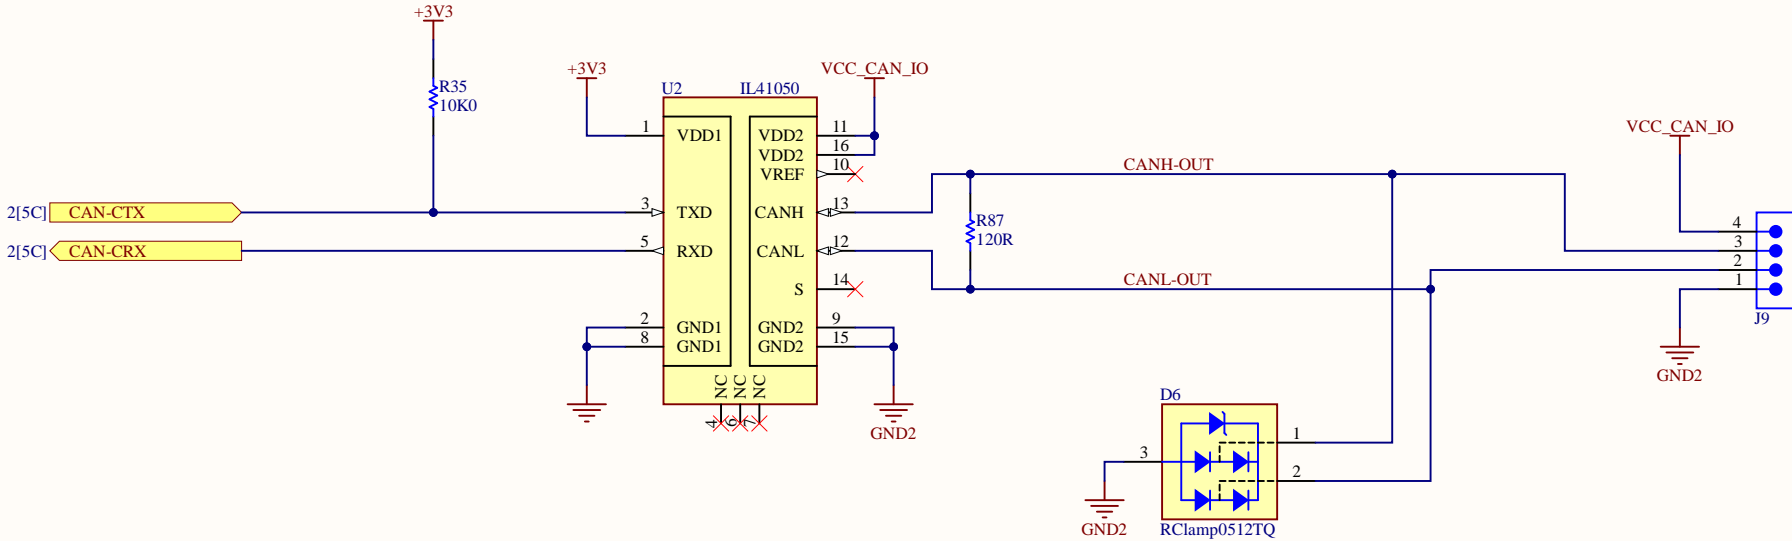 +3V3
R35
10K0
+3V3
VCC_CAN_IO
U2
IL41050
1
VDD1
VDD2
11
VDD2
16
VREF
10
2[5C]
CAN-CTX
3
TXD
CANH
13
2[5C]
CAN-CRX
5
RXD
CANL
12
S
14
2
GND1
GND2
9
8
GND1
GND2
15
NC
NC
NC
4
6
7
GND2
CANH-OUT
R87
120R
CANL-OUT
VCC_CAN_IO
4
3
2
1
J9
GND2
D6
1
3
2
GND2
RClamp0512TQ